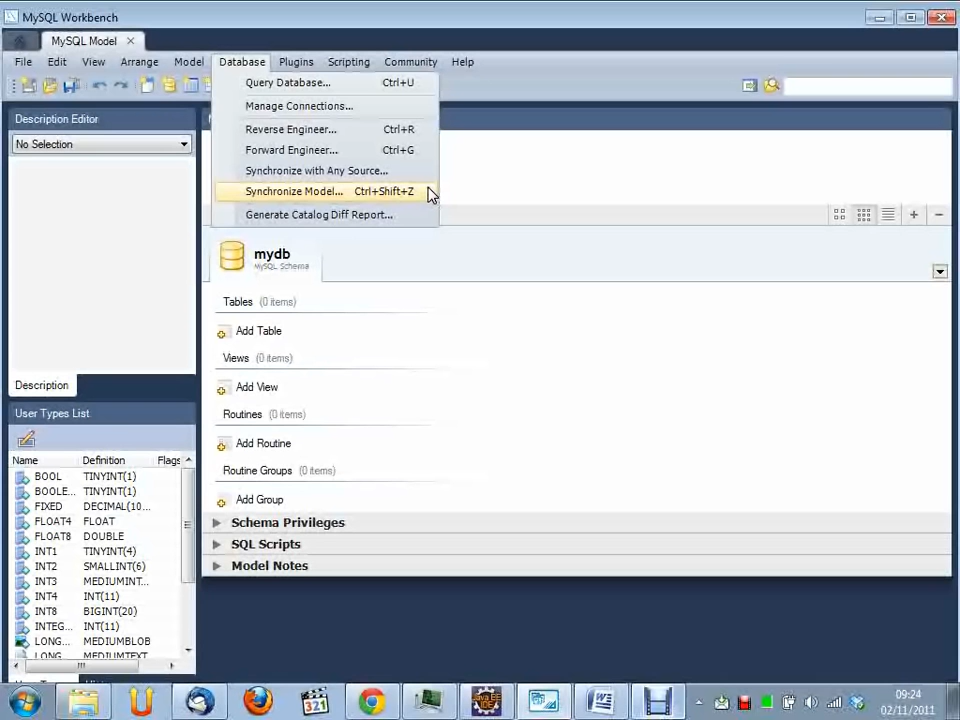 MySQL Workbench
MySQL Model
File Edit View Arrange Model Database Plugins Scripting Community Help
Query Database... Ctrl+U
Manage Connections...
Reverse Engineer... Ctrl+R
Forward Engineer... Ctrl+G
Synchronize with Any Source...
Synchronize Model... Ctrl+Shift+Z
Generate Catalog Diff Report...
Description Editor
No Selection
Description
mydb
MySQL Schema
Tables (0 items)
Add Table
Views (0 items)
Add View
Routines (0 items)
Add Routine
Routine Groups (0 items)
Add Group
Schema Privileges
SQL Scripts
Model Notes
User Types List
Name Definition Flags
BOOL TINYINT(1)
BOOLE... TINYINT(1)
FIXED DECIMAL(10...
FLOAT4 FLOAT
FLOAT8 DOUBLE
INT1 TINYINT(4)
INT2 SMALLINT(6)
INT3 MEDIUMINT...
INT4 INT(11)
INT8 BIGINT(20)
INTEG... INT(11)
LONG... MEDIUMBLOB
LONG... MEDIUMTEXT
321
Java EE
IDE
09:24
02/11/2011